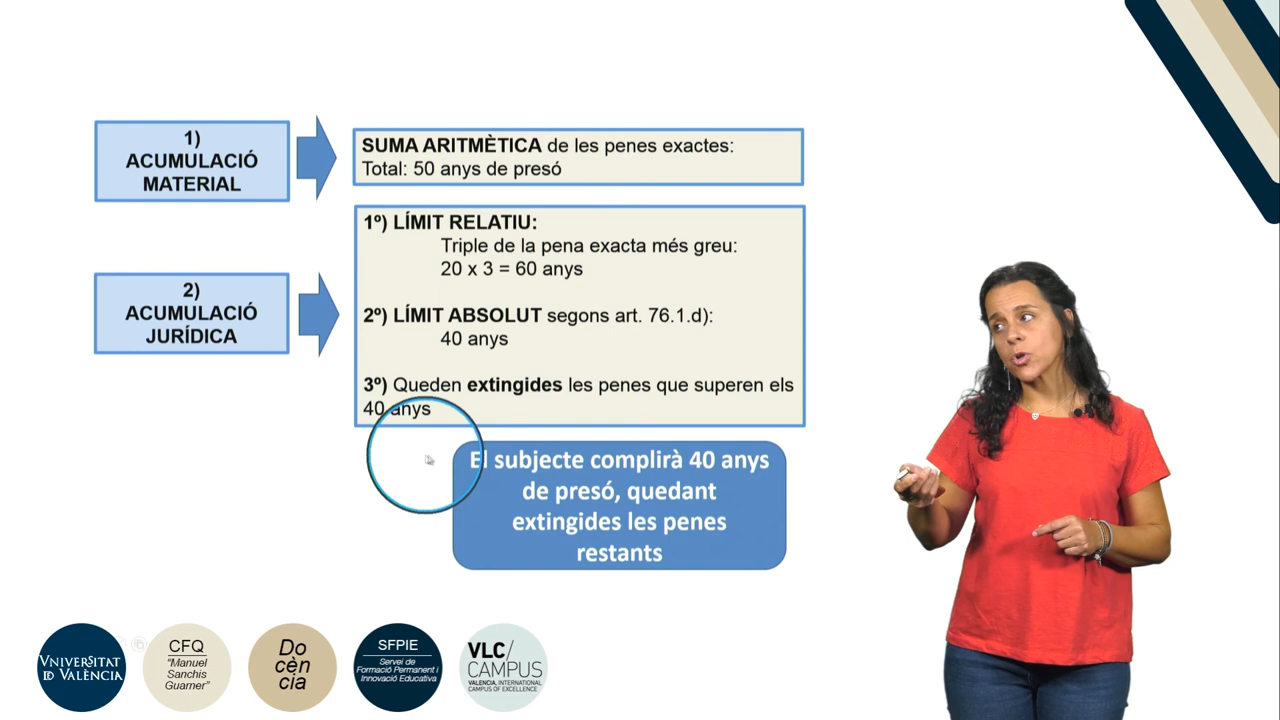 1)
ACUMULACIÓ
MATERIAL
SUMA ARITMÈTICA de les penes exactes:
Total: 50 anys de presó
2)
ACUMULACIÓ
JURÍDICA
1º) LÍMIT RELATIU:
Triple de la pena exacta més greu:
20 x 3 = 60 anys
2º) LÍMIT ABSOLUT segons art. 76.1.d):
40 anys
3º) Queden extingides les penes que superen els
40 anys
El subjecte complirà 40 anys
de presó, quedant
extingides les penes
restants
VNIVERSITAT
ID VALÈNCIA
CFQ
"Manuel
Sanchis
Guarner"
Do
cèn
cia
SFPIE
Servei de
Formació Permanent i
Innovació Educativa
VLC/
CAMPUS
VALENCIA, INTERNATIONAL
CAMPUS OF EXCELLENCE